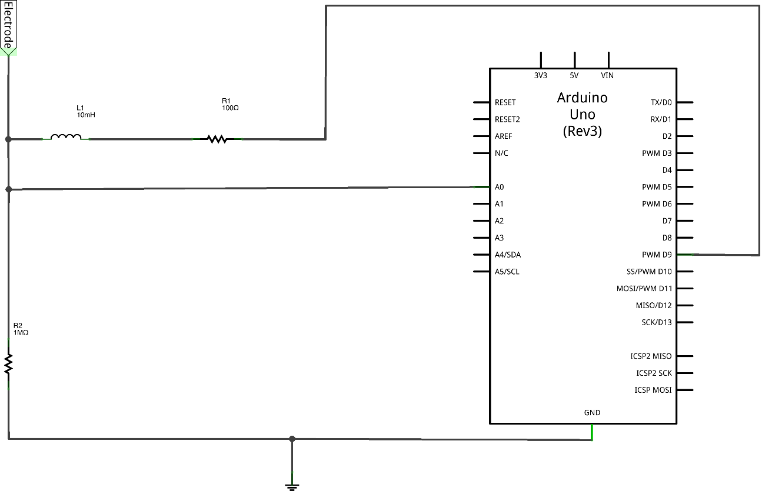 Electrode
L1
10mH
R1
100Ω
R2
1MΩ
3V3
5V
VIN
Arduino
Uno
(Rev3)
RESET
RESET2
AREF
N/C
A0
A1
A2
A3
A4/SDA
A5/SCL
TX/D0
RX/D1
D2
PWM D3
D4
PWM D5
PWM D6
D7
D8
PWM D9
SS/PWM D10
MOSI/PWM D11
MISO/D12
SCK/D13
ICSP2 MISO
ICSP2 SCK
ICSP MOSI
GND